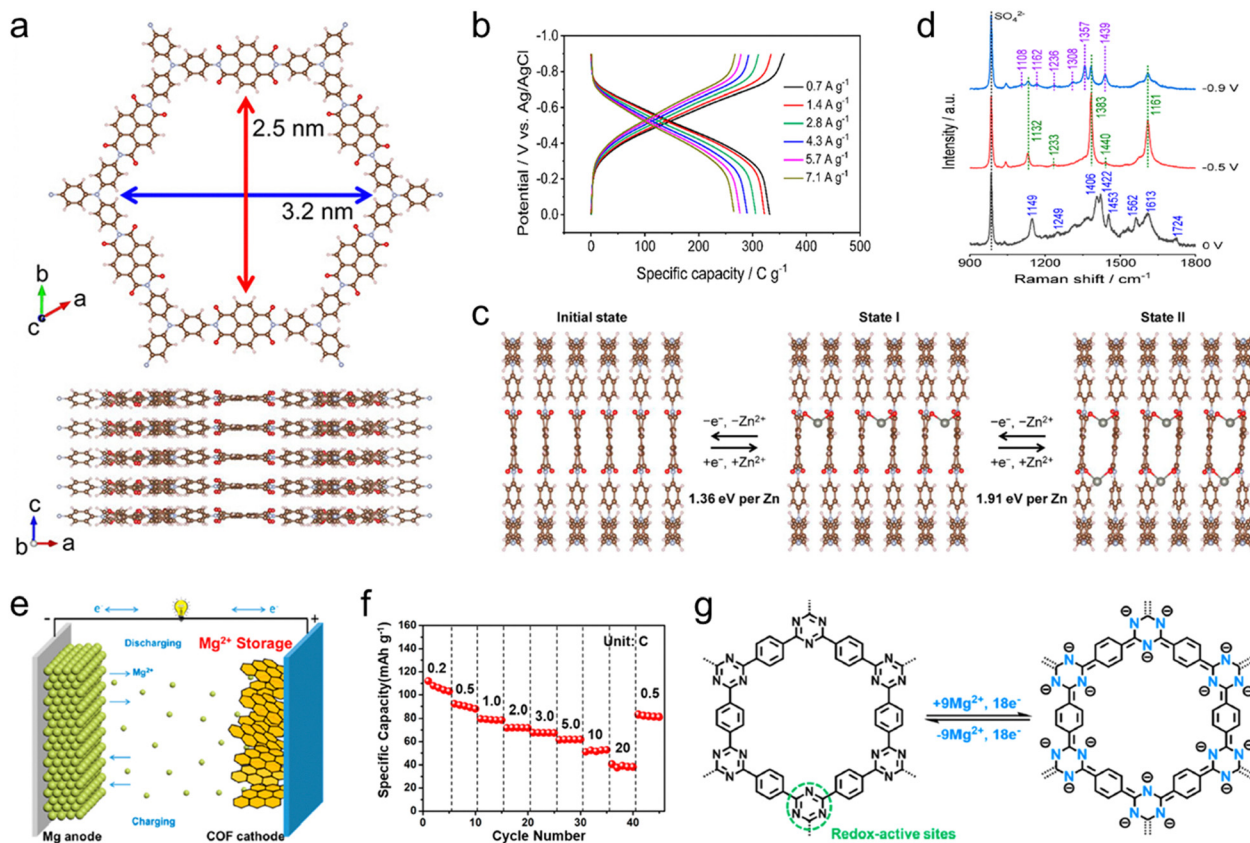 a
2.5 nm
3.2 nm
b
a
c
c
b
a
b
Potential / V vs. Ag/AgCl
-1.0
-0.8
-0.6
-0.4
-0.2
0.0
0.7 A g⁻¹
1.4 A g⁻¹
2.8 A g⁻¹
4.3 A g⁻¹
5.7 A g⁻¹
7.1 A g⁻¹
0 100 200 300 400 500
Specific capacity / C g⁻¹
d
Intensity / a.u.
SO₄²⁻
1108
1162
1236
1308
1357
1439
-0.9 V
1132
1233
1383
1440
1161
-0.5 V
1149
1249
1406
1422
1453
1562
1613
1724
0 V
900 1200 1500 1800
Raman shift / cm⁻¹
c
Initial state State I State II
−e⁻, −Zn²⁺
+e⁻, +Zn²⁺
1.36 eV per Zn
−e⁻, −Zn²⁺
+e⁻, +Zn²⁺
1.91 eV per Zn
e
e⁻ e⁻
- +
Discharging
Mg²⁺ Storage
Mg²⁺
Charging
Mg anode COF cathode
f
Specific Capacity(mAh g⁻¹)
160
140
120
100
80
60
40
20
0
Unit: C
0.2
0.5
1.0
2.0
3.0
5.0
10
20
0.5
0 10 20 30 40
Cycle Number
g
N N N
N N N
N N N
N N N
N N N
N N N
Redox-active sites
+9Mg²⁺, 18e⁻
-9Mg²⁺, 18e⁻
N N N
N N N
N N N
N N N
N N N
N N N